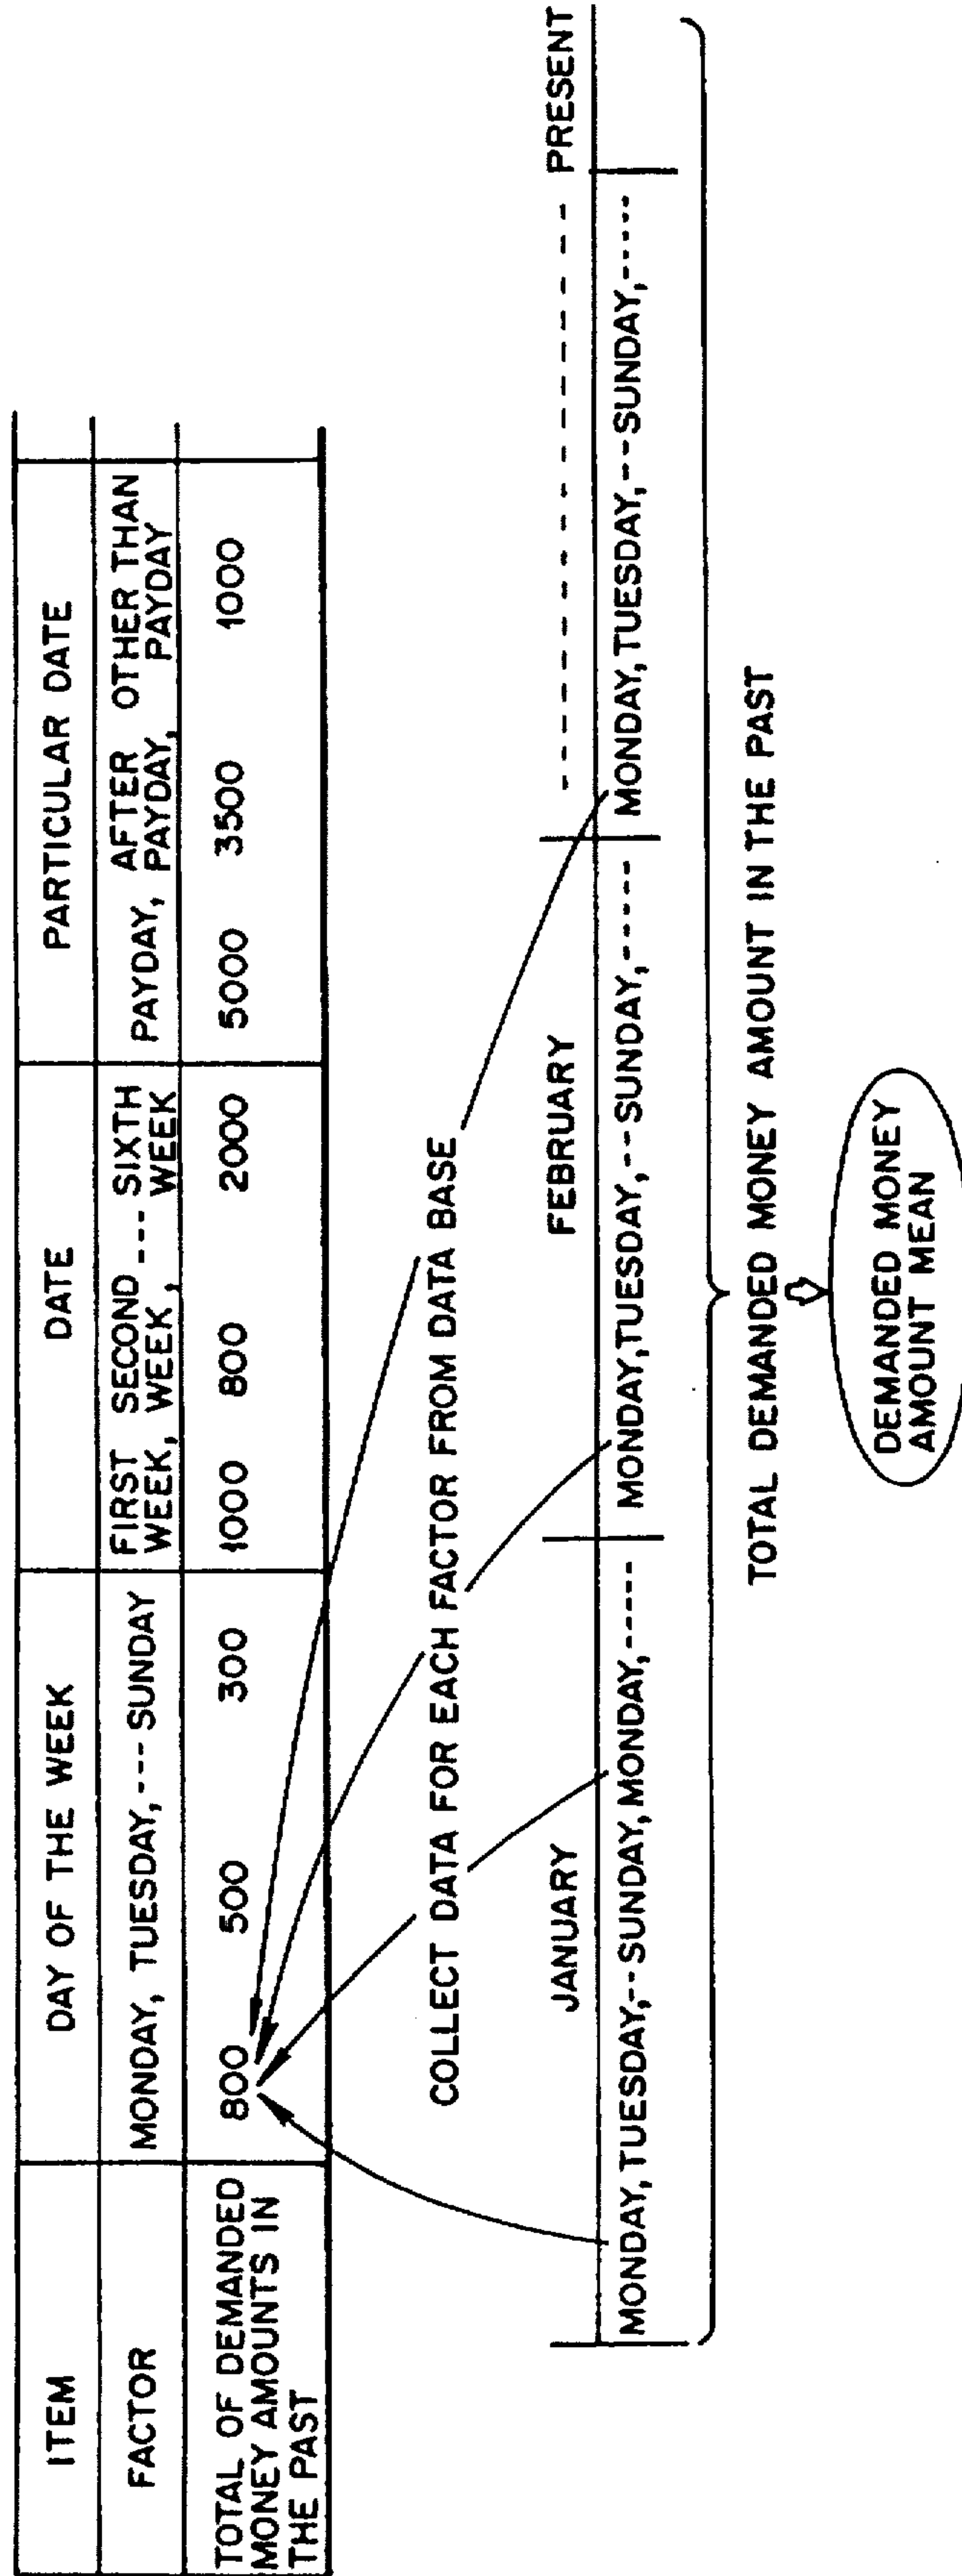 ITEM DAY OF THE WEEK DATE PARTICULAR DATE
FACTOR MONDAY, TUESDAY, --- SUNDAY FIRST WEEK, SECOND WEEK, --- SIXTH WEEK PAYDAY, AFTER PAYDAY, OTHER THAN PAYDAY
TOTAL OF DEMANDED
MONEY AMOUNTS IN
THE PAST
800 500 300 1000 800 2000 5000 3500 1000
COLLECT DATA FOR EACH FACTOR FROM DATA BASE
JANUARY FEBRUARY ---------- PRESENT
MONDAY, TUESDAY,--SUNDAY, MONDAY,----- MONDAY,TUESDAY,--SUNDAY,----- MONDAY,TUESDAY,--SUNDAY,-----
TOTAL DEMANDED MONEY AMOUNT IN THE PAST
DEMANDED MONEY
AMOUNT MEAN